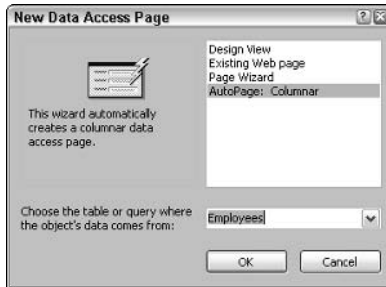 New Data Access Page
Design View
Existing Web page
Page Wizard
AutoPage: Columnar
This wizard automatically
creates a columnar data
access page.
Choose the table or query where
the object's data comes from:
Employees
OK
Cancel